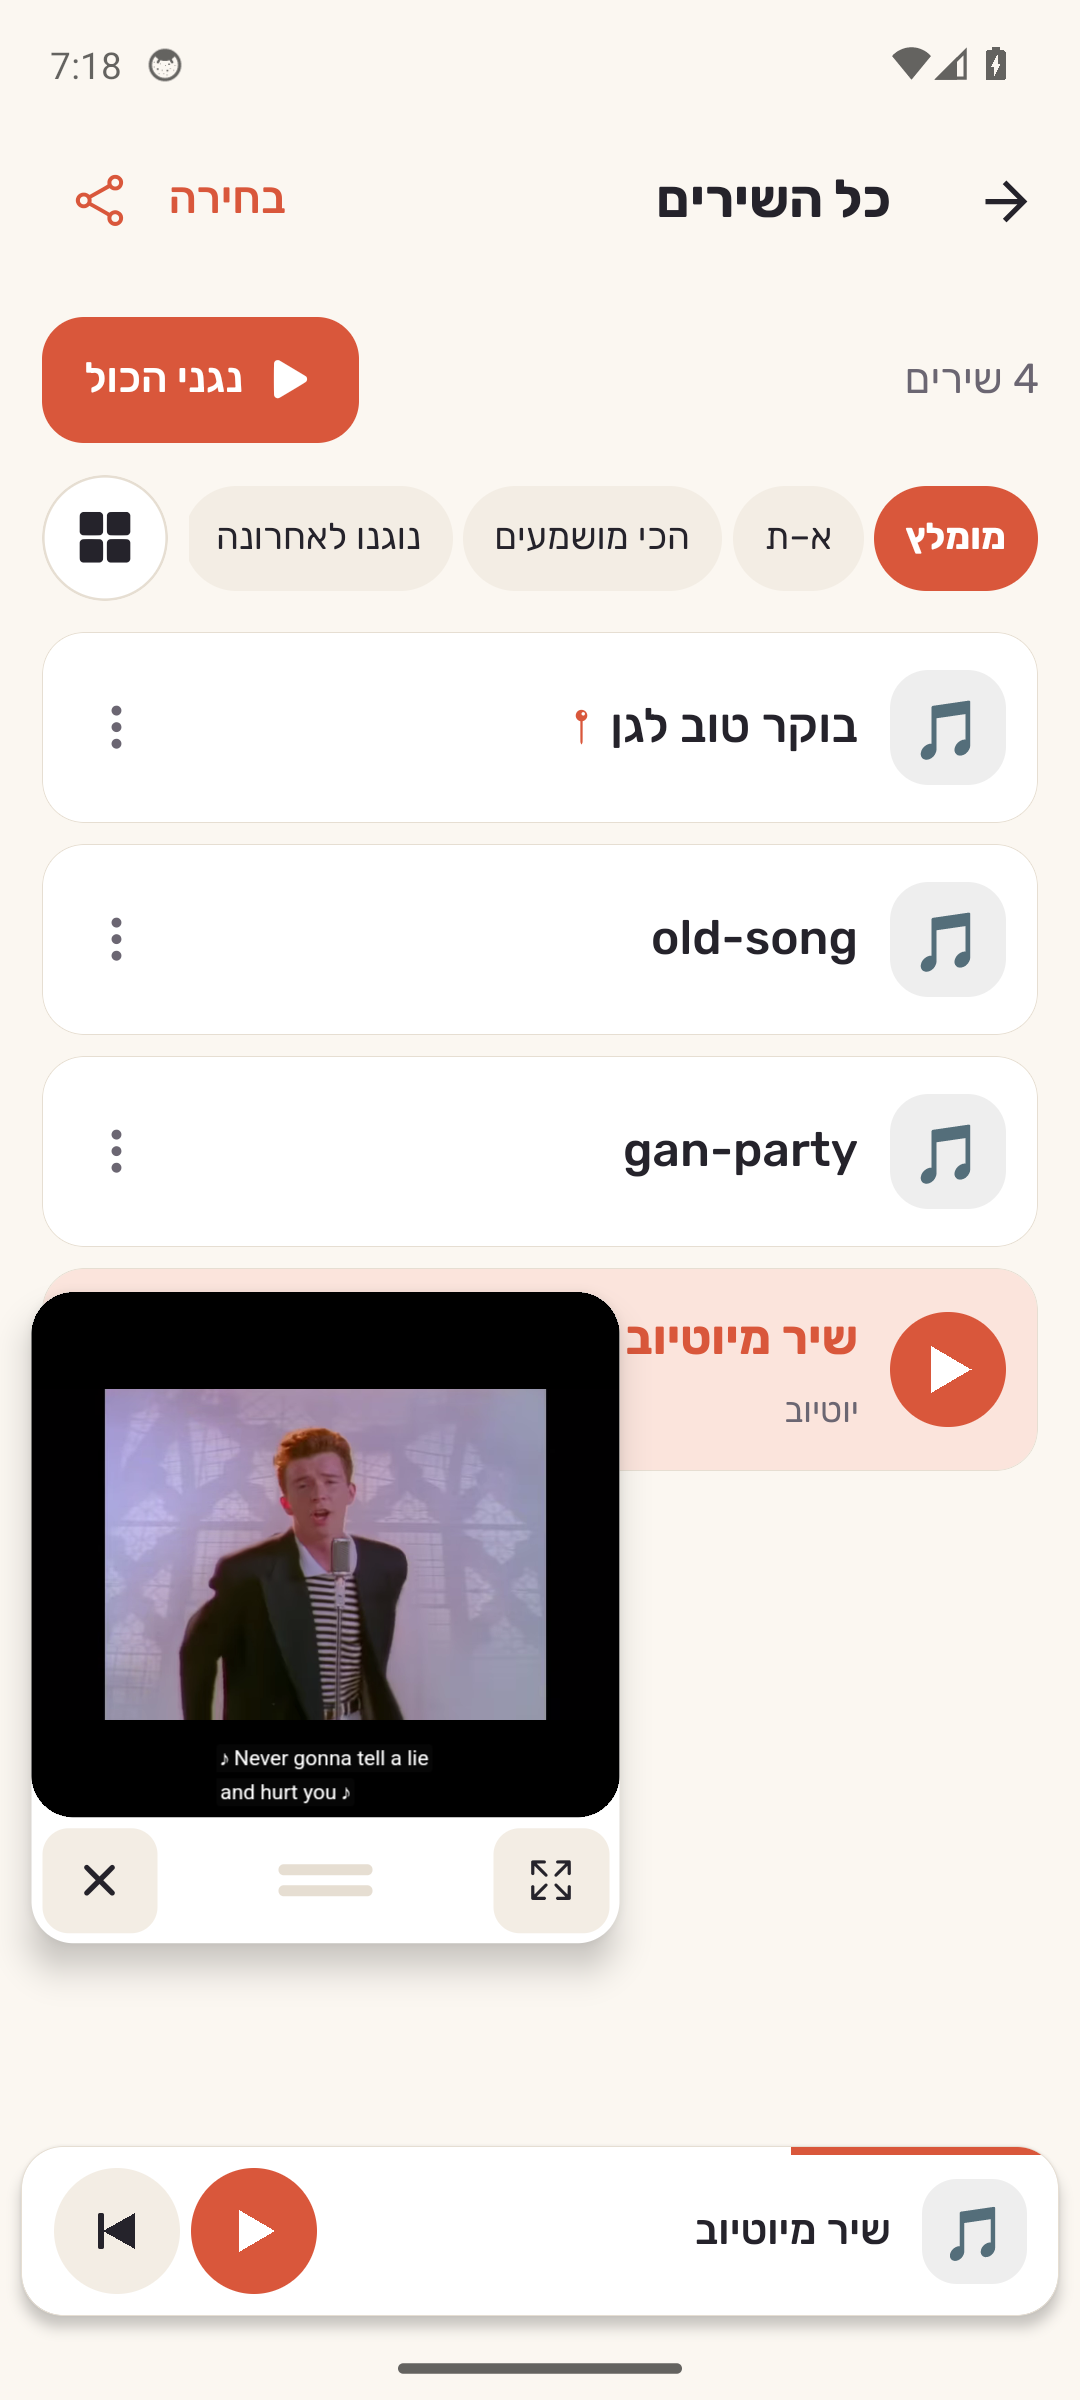 7:18
כל השירים
בחירה
4 שירים
נגני הכול
מומלץ
א–ת
הכי מושמעים
נוגנו לאחרונה
בוקר טוב לגן
old-song
gan-party
שיר מיוטיוב
יוטיוב
♪ Never gonna tell a lie
and hurt you ♪
שיר מיוטיוב